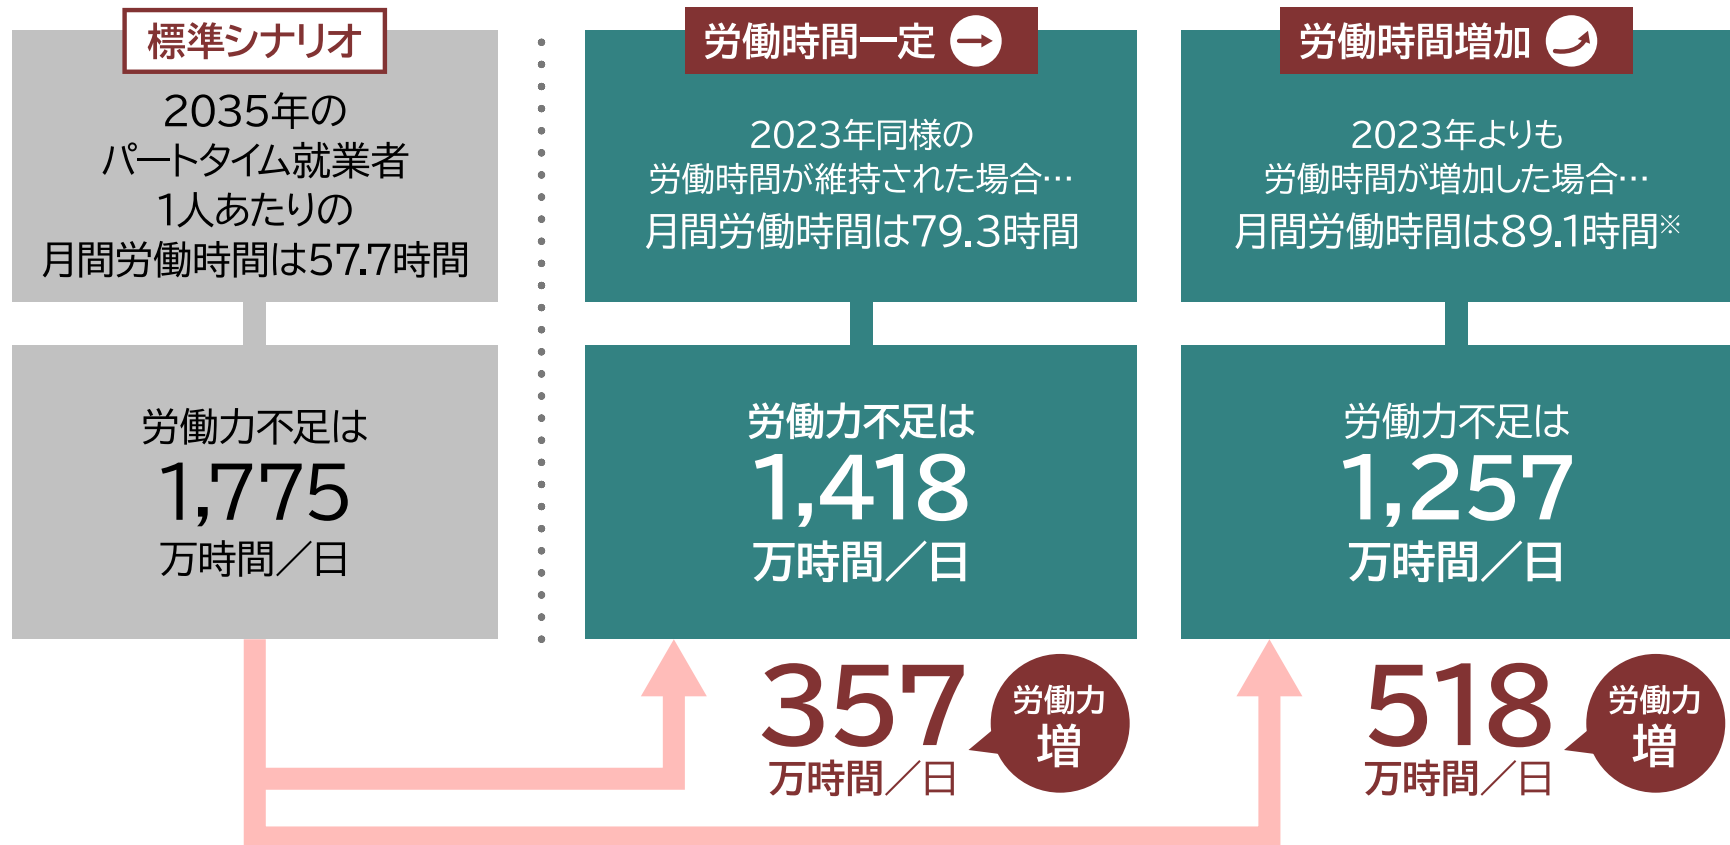 標準シナリオ
2035年の
パートタイム就業者
1人あたりの
月間労働時間は57.7時間
労働力不足は
1,775
万時間／日
労働時間一定
2023年同様の
労働時間が維持された場合…
月間労働時間は79.3時間
労働力不足は
1,418
万時間／日
357
万時間／日
労働力
増
労働時間増加
2023年よりも
労働時間が増加した場合…
月間労働時間は89.1時間※
労働力不足は
1,257
万時間／日
518
万時間／日
労働力
増